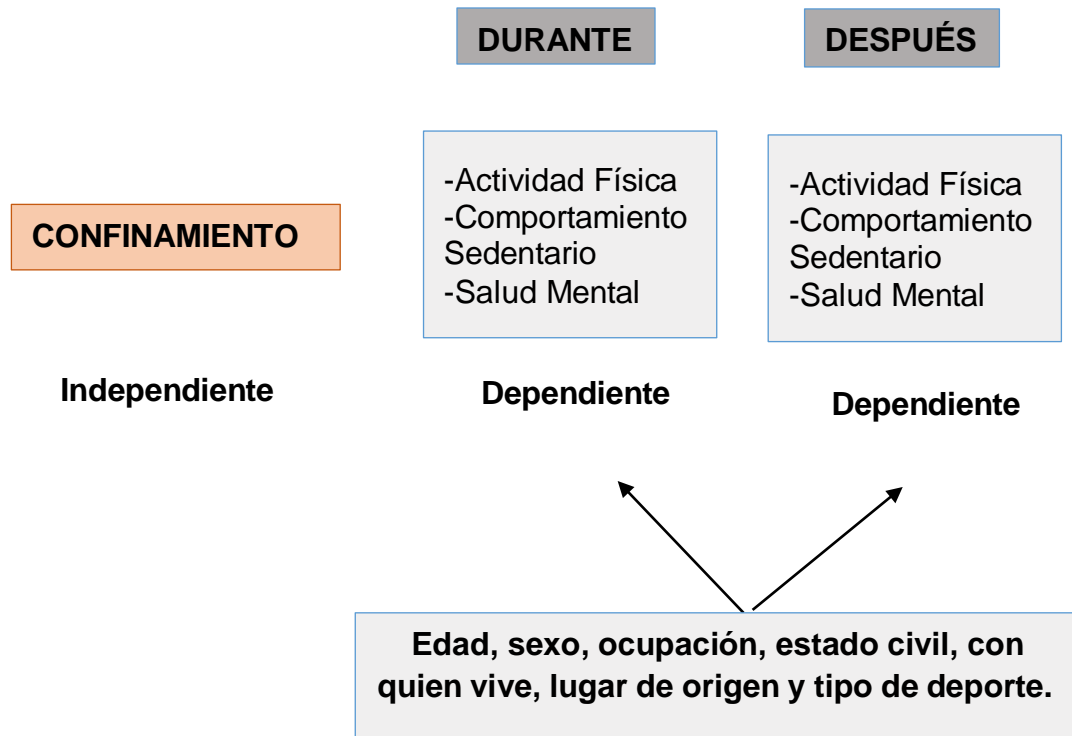 DURANTE
DESPUÉS
CONFINAMIENTO
-Actividad Física
-Comportamiento
Sedentario
-Salud Mental
-Actividad Física
-Comportamiento
Sedentario
-Salud Mental
Independiente
Dependiente
Dependiente
Edad, sexo, ocupación, estado civil, con
quien vive, lugar de origen y tipo de deporte.